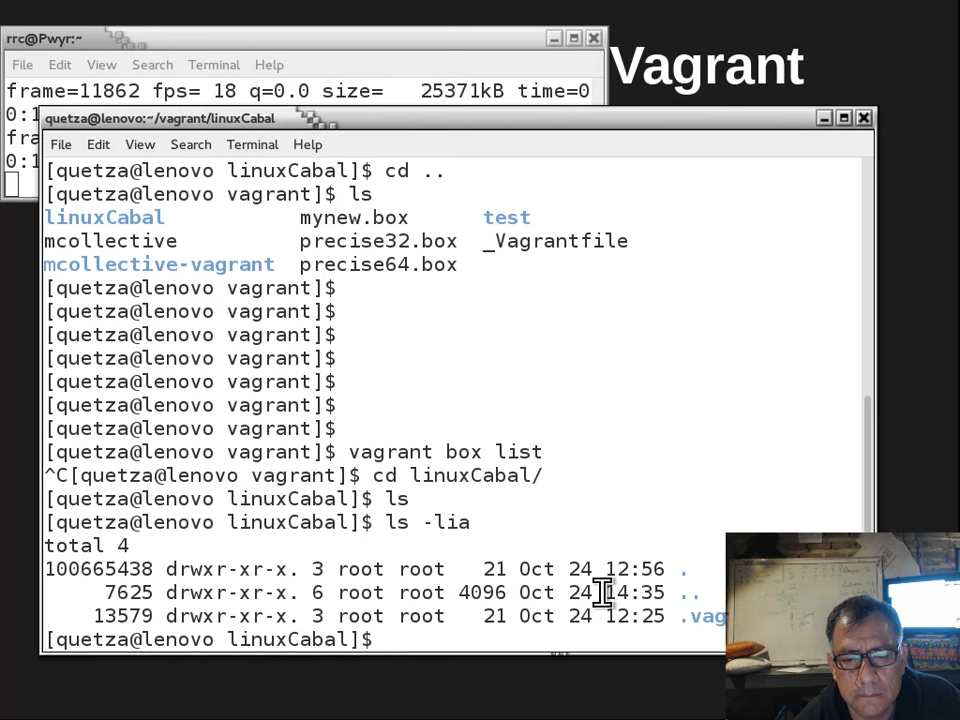 Vagrant
rrc@Pwyr:~
File Edit View Search Terminal Help
frame=11862 fps= 18 q=0.0 size=   25371kB time=0
0:1
fra
0:1
quetza@lenovo:~/vagrant/linuxCabal
File Edit View Search Terminal Help
[quetza@lenovo linuxCabal]$ cd ..
[quetza@lenovo vagrant]$ ls
linuxCabal           mynew.box      test
mcollective          precise32.box  _Vagrantfile
mcollective-vagrant  precise64.box
[quetza@lenovo vagrant]$
[quetza@lenovo vagrant]$
[quetza@lenovo vagrant]$
[quetza@lenovo vagrant]$
[quetza@lenovo vagrant]$
[quetza@lenovo vagrant]$
[quetza@lenovo vagrant]$
[quetza@lenovo vagrant]$ vagrant box list
^C[quetza@lenovo vagrant]$ cd linuxCabal/
[quetza@lenovo linuxCabal]$ ls
[quetza@lenovo linuxCabal]$ ls -lia
total 4
100665438 drwxr-xr-x. 3 root root   21 Oct 24 12:56 .
     7625 drwxr-xr-x. 6 root root 4096 Oct 24 14:35 ..
    13579 drwxr-xr-x. 3 root root   21 Oct 24 12:25 .vag
[quetza@lenovo linuxCabal]$